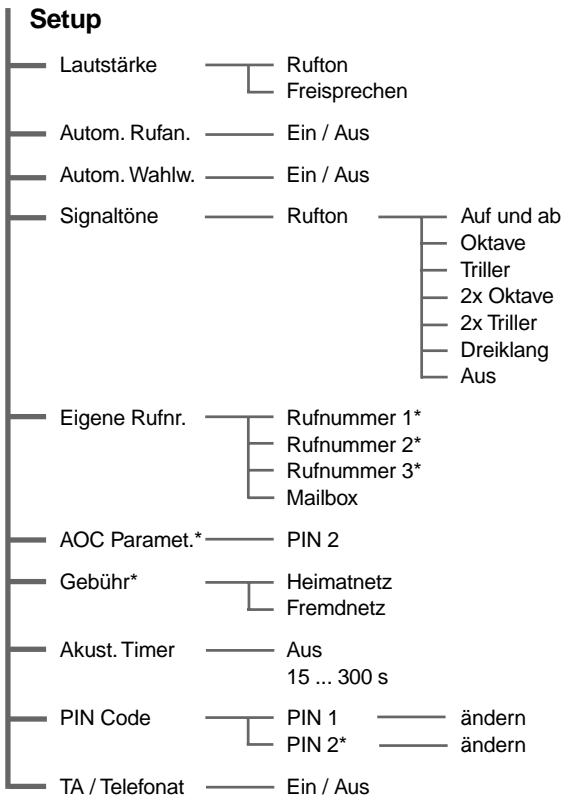 Setup
Lautstärke Rufton
Freisprechen
Autom. Rufan. Ein / Aus
Autom. Wahlw. Ein / Aus
Signaltöne Rufton Auf und ab
Oktave
Triller
2x Oktave
2x Triller
Dreiklang
Aus
Eigene Rufnr. Rufnummer 1*
Rufnummer 2*
Rufnummer 3*
Mailbox
AOC Paramet.* PIN 2
Gebühr* Heimatnetz
Fremdnetz
Akust. Timer Aus
15 ... 300 s
PIN Code PIN 1 ändern
PIN 2* ändern
TA / Telefonat Ein / Aus